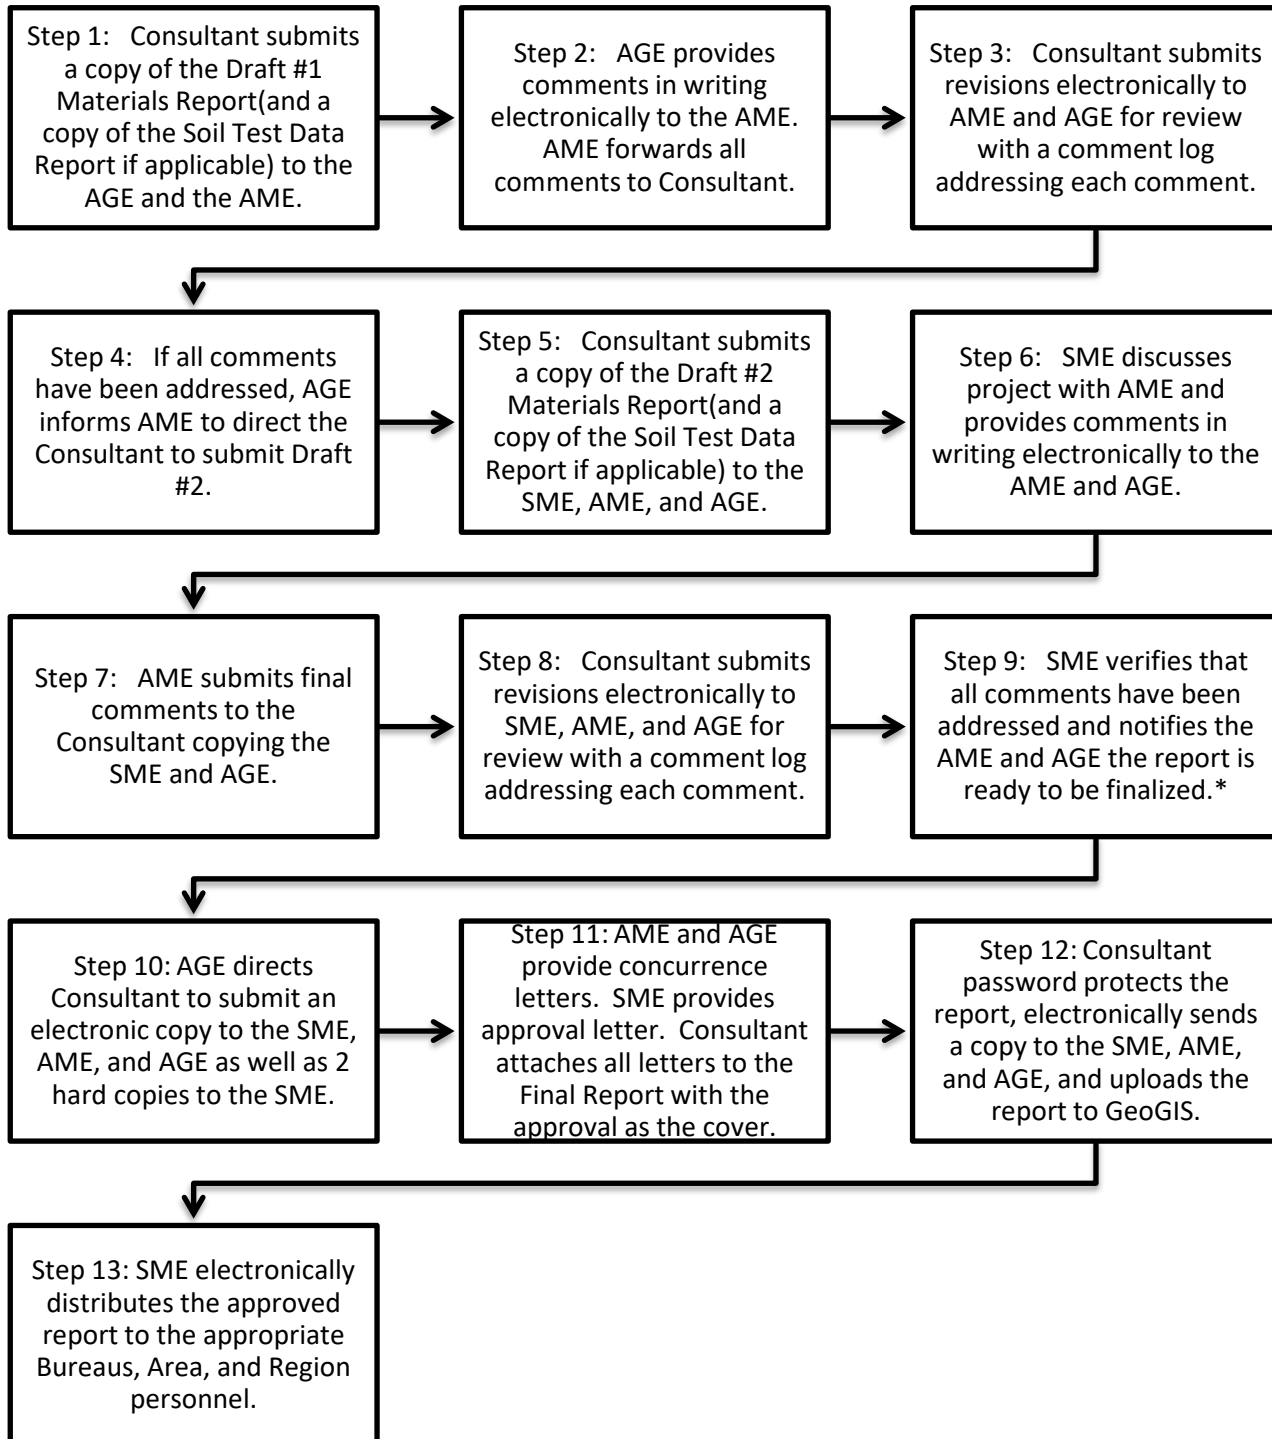 Step 1: Consultant submits
a copy of the Draft #1
Materials Report(and a
copy of the Soil Test Data
Report if applicable) to the
AGE and the AME.
Step 2: AGE provides
comments in writing
electronically to the AME.
AME forwards all
comments to Consultant.
Step 3: Consultant submits
revisions electronically to
AME and AGE for review
with a comment log
addressing each comment.
Step 4: If all comments
have been addressed, AGE
informs AME to direct the
Consultant to submit Draft
#2.
Step 5: Consultant submits
a copy of the Draft #2
Materials Report(and a
copy of the Soil Test Data
Report if applicable) to the
SME, AME, and AGE.
Step 6: SME discusses
project with AME and
provides comments in
writing electronically to the
AME and AGE.
Step 7: AME submits final
comments to the
Consultant copying the
SME and AGE.
Step 8: Consultant submits
revisions electronically to
SME, AME, and AGE for
review with a comment log
addressing each comment.
Step 9: SME verifies that
all comments have been
addressed and notifies the
AME and AGE the report is
ready to be finalized.*
Step 10: AGE directs
Consultant to submit an
electronic copy to the SME,
AME, and AGE as well as 2
hard copies to the SME.
Step 11: AME and AGE
provide concurrence
letters. SME provides
approval letter. Consultant
attaches all letters to the
Final Report with the
approval as the cover.
Step 12: Consultant
password protects the
report, electronically sends
a copy to the SME, AME,
and AGE, and uploads the
report to GeoGIS.
Step 13: SME electronically
distributes the approved
report to the appropriate
Bureaus, Area, and Region
personnel.